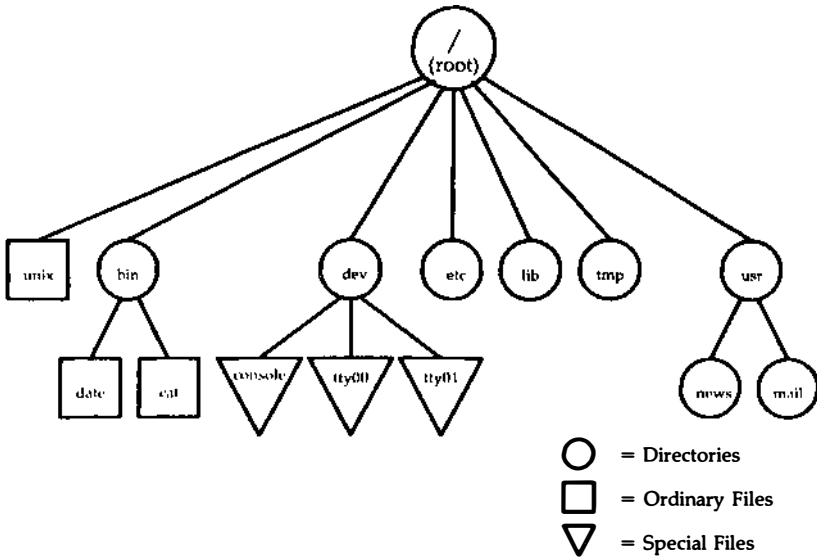 /
(root)
unix
bin
dev
etc
lib
tmp
usr
date
cat
console
tty00
tty01
news
mail
= Directories
= Ordinary Files
= Special Files